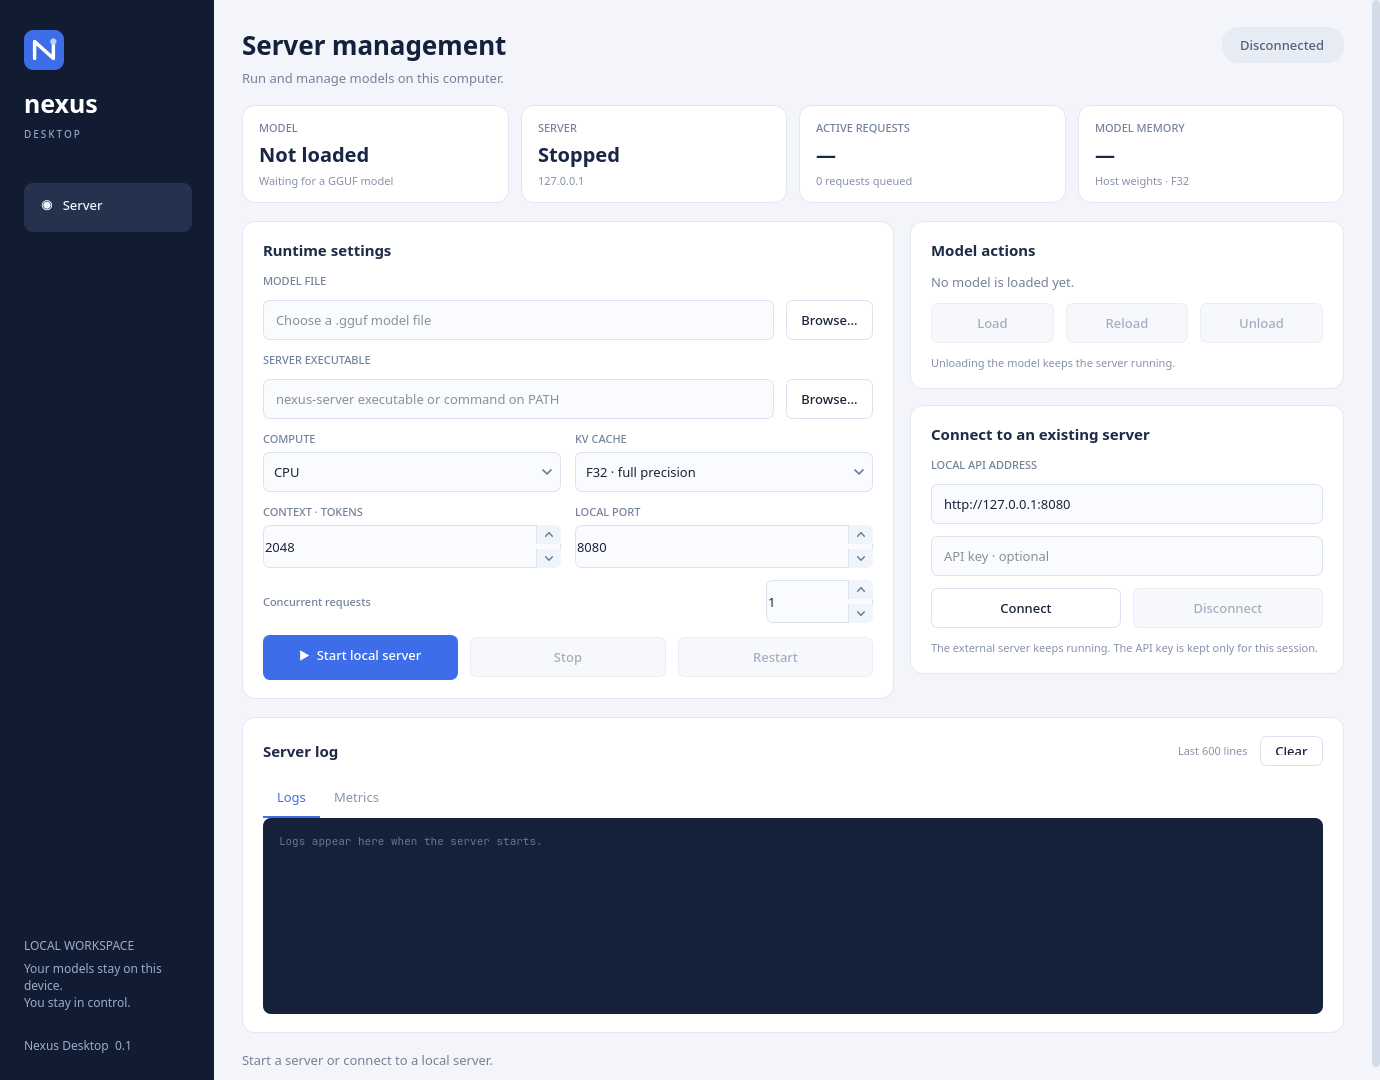 nexus
DESKTOP
Server
LOCAL WORKSPACE
Your models stay on this
device.
You stay in control.
Nexus Desktop 0.1
Server management
Disconnected
Run and manage models on this computer.
MODEL
Not loaded
Waiting for a GGUF model
SERVER
Stopped
127.0.0.1
ACTIVE REQUESTS
—
0 requests queued
MODEL MEMORY
—
Host weights · F32
Runtime settings
MODEL FILE
Choose a .gguf model file
Browse...
SERVER EXECUTABLE
nexus-server executable or command on PATH
Browse...
COMPUTE
KV CACHE
CPU
F32 · full precision
CONTEXT · TOKENS
LOCAL PORT
2048
8080
Concurrent requests
1
Start local server
Stop
Restart
Model actions
No model is loaded yet.
Load
Reload
Unload
Unloading the model keeps the server running.
Connect to an existing server
LOCAL API ADDRESS
http://127.0.0.1:8080
API key · optional
Connect
Disconnect
The external server keeps running. The API key is kept only for this session.
Server log
Last 600 lines
Clear
Logs
Metrics
Logs appear here when the server starts.
Start a server or connect to a local server.